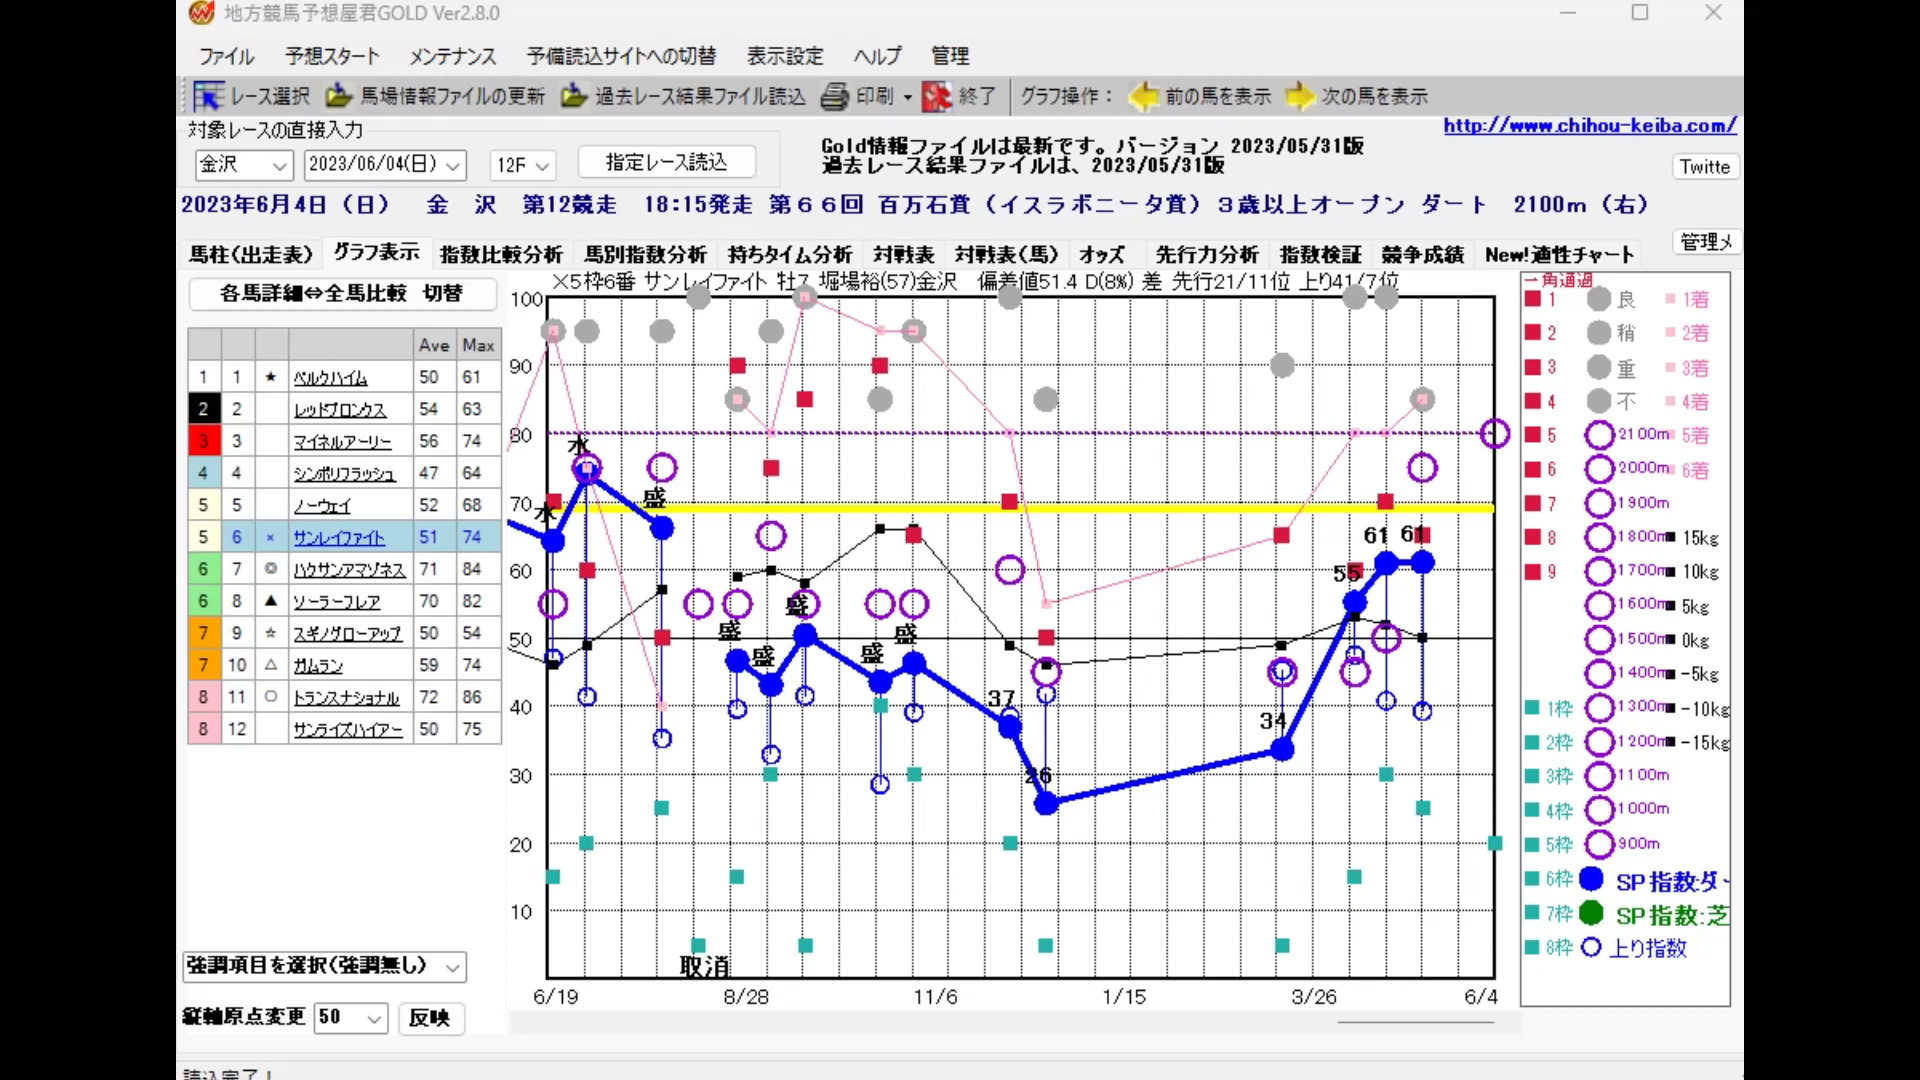 地方競馬予想屋君GOLD Ver2.8.0
ファイル 予想スタート メンテナンス 予備読込サイトへの切替 表示設定 ヘルプ 管理
レース選択 馬場情報ファイルの更新 過去レース結果ファイル読込 印刷 終了 グラフ操作： 前の馬を表示 次の馬を表示
対象レースの直接入力
http://www.chihou-keiba.com/
金沢 2023/06/04(日) 12R 指定レース読込
Gold情報ファイルは最新です。バージョン 2023/05/31版
過去レース結果ファイルは、2023/05/31版
Twitte
2023年6月4日（日） 金 沢 第12競走 18:15発走 第６６回 百万石賞（イスラボニータ賞）３歳以上オープン ダート 2100m（右）
管理メ
馬柱(出走表) グラフ表示 指数比較分析 馬別指数分析 持ちタイム分析 対戦表 対戦表(馬) オッズ 先行力分析 指数検証 競争成績 New!適性チャート
各馬詳細⇔全馬比較 切替
×5枠6番 サンレイファイト 牡7 堀場裕(57)金沢 偏差値51.4 D(8%) 差 先行21/11位 上り41/7位
Ave Max
1 1 ★ ベルクハイム 50 61
2 2 レッドブロンクス 54 63
3 3 マイネルアーリー 56 74
4 4 シンボリフラッシュ 47 64
5 5 ノーウェイ 52 68
5 6 × サンレイファイト 51 74
6 7 ◎ ハクサンアマゾネス 71 84
6 8 ▲ ソーラーフレア 70 82
7 9 ☆ スギノグローアップ 50 54
7 10 △ ガムラン 59 74
8 11 ○ トランスナショナル 72 86
8 12 サンライズハイアー 50 75
強調項目を選択(強調無し)
縦軸原点変更 50 反映
100
90
80
70
60
50
40
30
20
10
水
水
盛
盛
盛
盛
盛
盛
37
26
34
55
61
61
取消
6/19 8/28 11/6 1/15 3/26 6/4
一角通過
1 良 1着
2 稍 2着
3 重 3着
4 不 4着
5 2100m 5着
6 2000m 6着
7 1900m
8 1800m 15kg
9 1700m 10kg
1600m 5kg
1500m 0kg
1400m -5kg
1枠 1300m -10kg
2枠 1200m -15kg
3枠 1100m
4枠 1000m
5枠 900m
6枠 SP指数:ダ
7枠 SP指数:芝
8枠 上り指数
読込完了！